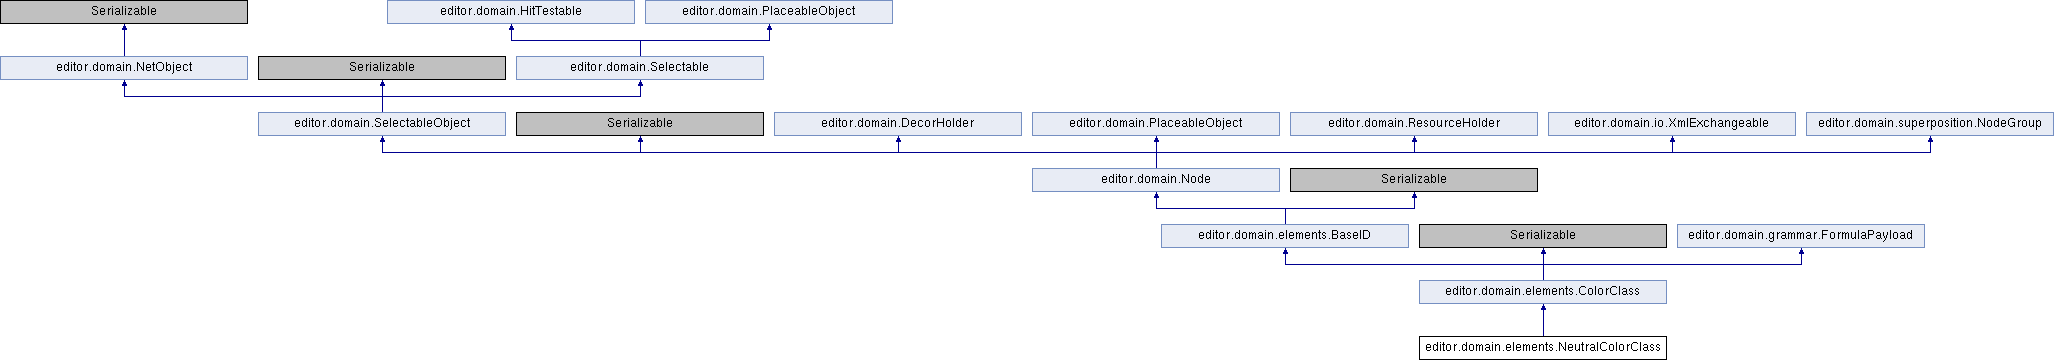 Serializable
editor.domain.HitTestable
editor.domain.PlaceableObject
editor.domain.NetObject
Serializable
editor.domain.Selectable
editor.domain.SelectableObject
Serializable
editor.domain.DecorHolder
editor.domain.PlaceableObject
editor.domain.ResourceHolder
editor.domain.io.XmlExchangeable
editor.domain.superposition.NodeGroup
editor.domain.Node
Serializable
editor.domain.elements.BaseID
Serializable
editor.domain.grammar.FormulaPayload
editor.domain.elements.ColorClass
editor.domain.elements.NeutralColorClass